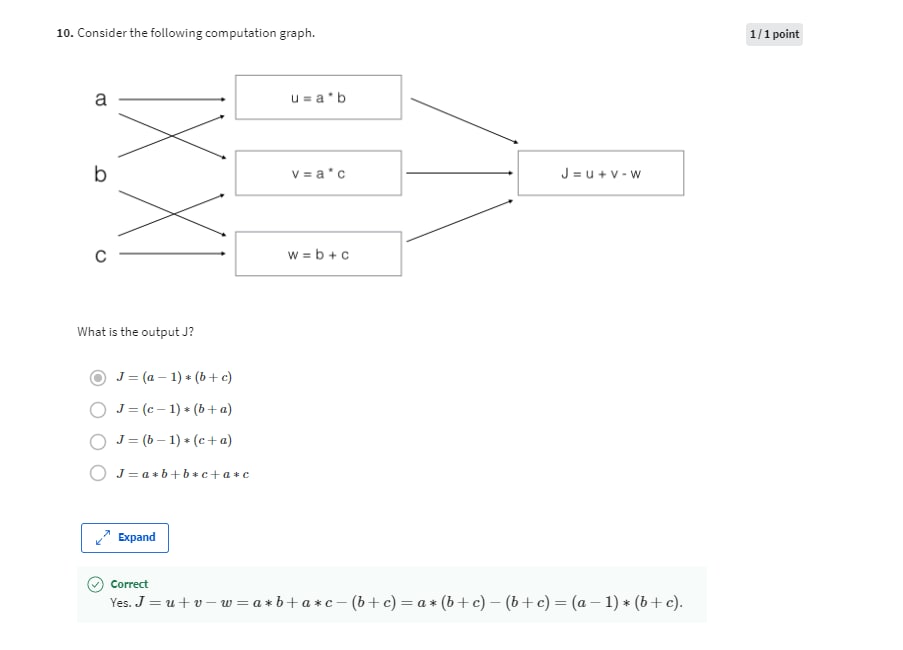 10. Consider the following computation graph.
1 / 1 point
a
u = a * b
b
v = a * c
J = u + v - w
c
w = b + c
What is the output J?
J = (a − 1) ∗ (b + c)
J = (c − 1) ∗ (b + a)
J = (b − 1) ∗ (c + a)
J = a ∗ b + b ∗ c + a ∗ c
Expand
Correct
Yes. J = u + v − w = a ∗ b + a ∗ c − (b + c) = a ∗ (b + c) − (b + c) = (a − 1) ∗ (b + c).